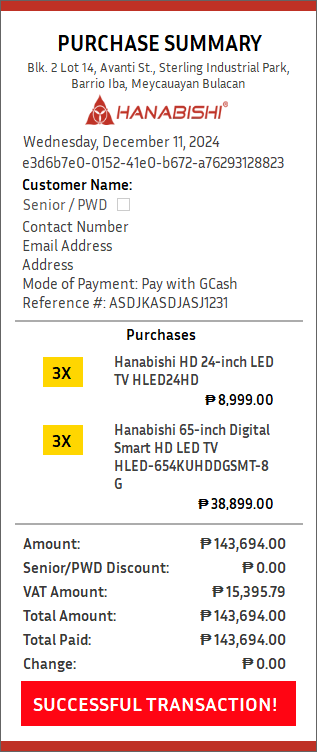 PURCHASE SUMMARY
Blk. 2 Lot 14, Avanti St., Sterling Industrial Park,
Barrio Iba, Meycauayan Bulacan
HANABISHI®
Wednesday, December 11, 2024
e3d6b7e0-0152-41e0-b672-a76293128823
Customer Name:
Senior / PWD
Contact Number
Email Address
Address
Mode of Payment: Pay with GCash
Reference #: ASDJKASDJASJ1231
Purchases
3X
Hanabishi HD 24-inch LED
TV HLED24HD
₱ 8,999.00
3X
Hanabishi 65-inch Digital
Smart HD LED TV
HLED-654KUHDDGSMT-8
G
₱ 38,899.00
Amount: ₱ 143,694.00
Senior/PWD Discount: ₱ 0.00
VAT Amount: ₱ 15,395.79
Total Amount: ₱ 143,694.00
Total Paid: ₱ 143,694.00
Change: ₱ 0.00
SUCCESSFUL TRANSACTION!